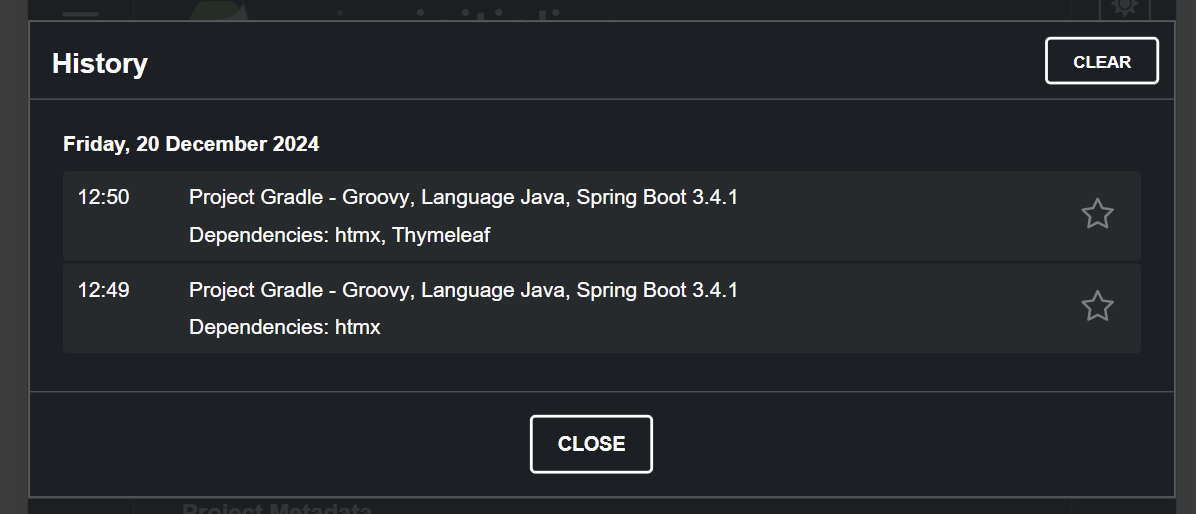 History
CLEAR
Friday, 20 December 2024
12:50 Project Gradle - Groovy, Language Java, Spring Boot 3.4.1
Dependencies: htmx, Thymeleaf
12:49 Project Gradle - Groovy, Language Java, Spring Boot 3.4.1
Dependencies: htmx
CLOSE
Project Metadata